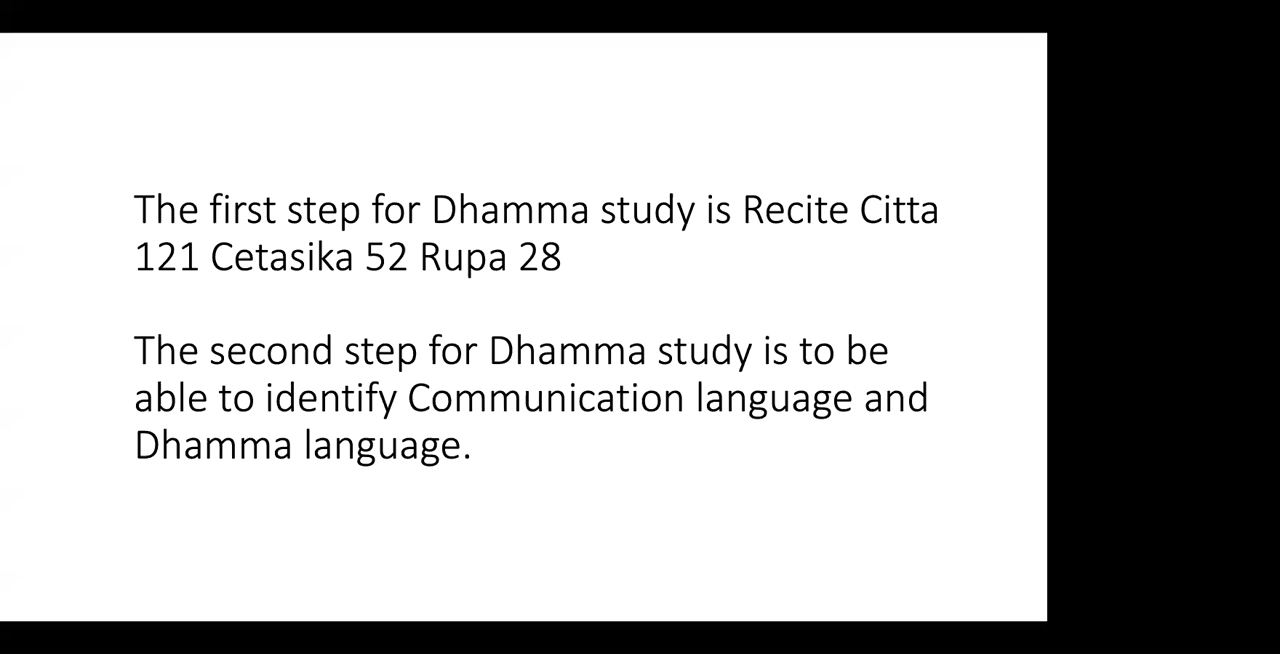 The first step for Dhamma study is Recite Citta
121 Cetasika 52 Rupa 28
The second step for Dhamma study is to be
able to identify Communication language and
Dhamma language.